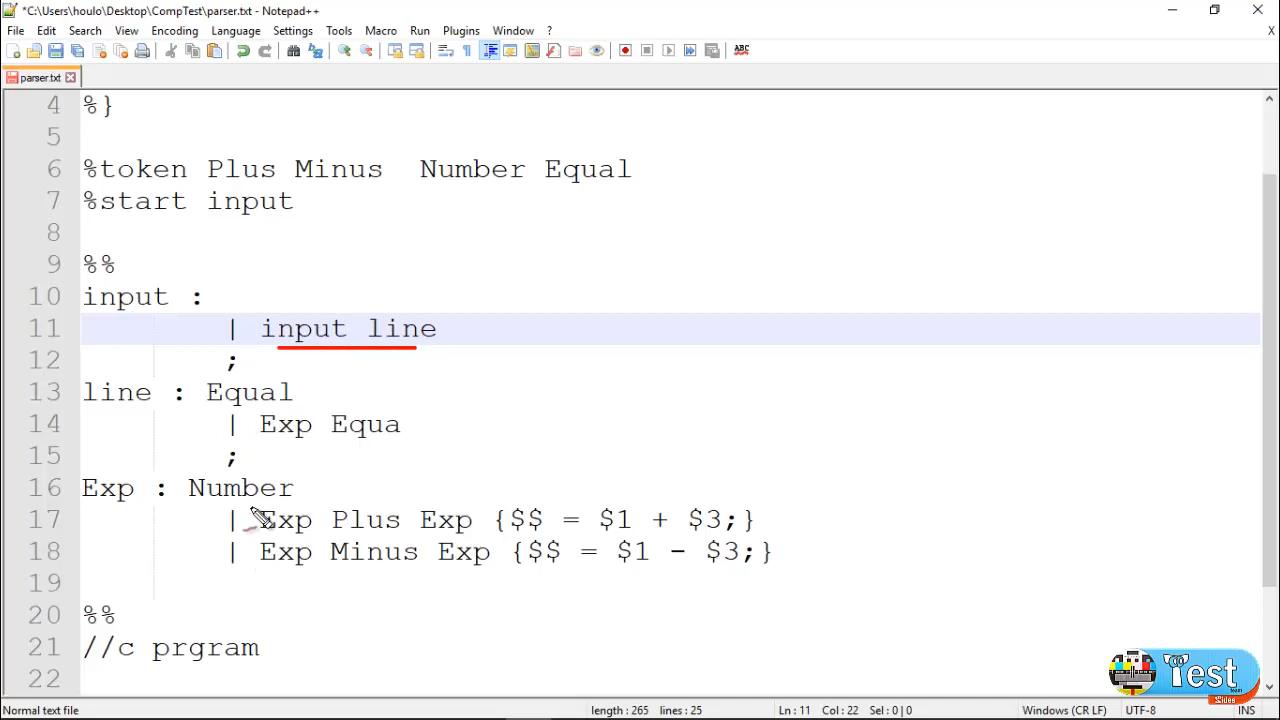 *C:\Users\houlo\Desktop\CompTest\parser.txt - Notepad++
File Edit Search View Encoding Language Settings Tools Macro Run Plugins Window ? X
ABC
parser.txt
4 %}
5
6 %token Plus Minus  Number Equal
7 %start input
8
9 %%
10 input :
11 | input line
12 ;
13 line : Equal
14 | Exp Equa
15 ;
16 Exp : Number
17 | Exp Plus Exp {$$ = $1 + $3;}
18 | Exp Minus Exp {$$ = $1 - $3;}
19
20 %%
21 //c prgram
22
Test
team
Sides
Normal text file length : 265 lines : 25 Ln : 11 Col : 22 Sel : 0 | 0 Windows (CR LF) UTF-8 INS